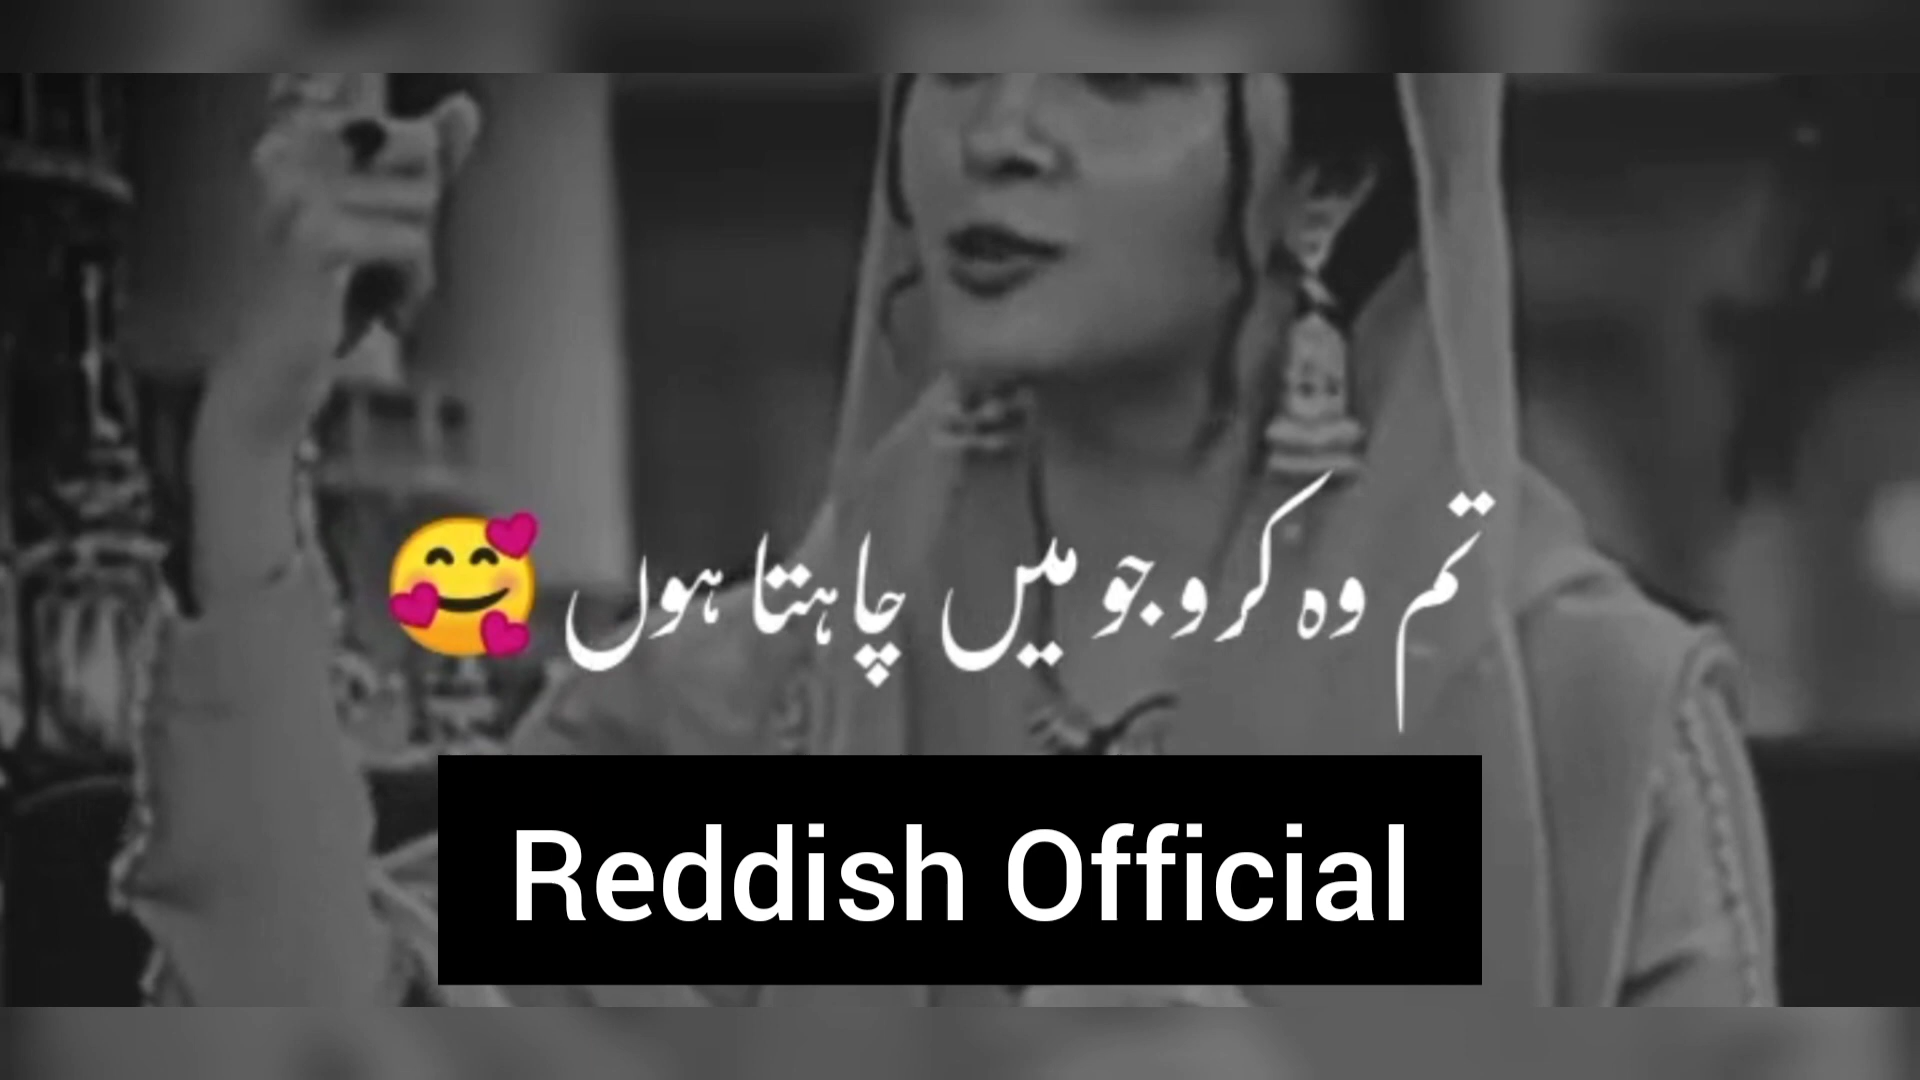 تم وہ کرو جو میں چاہتا ہوں 🥰
Reddish Official